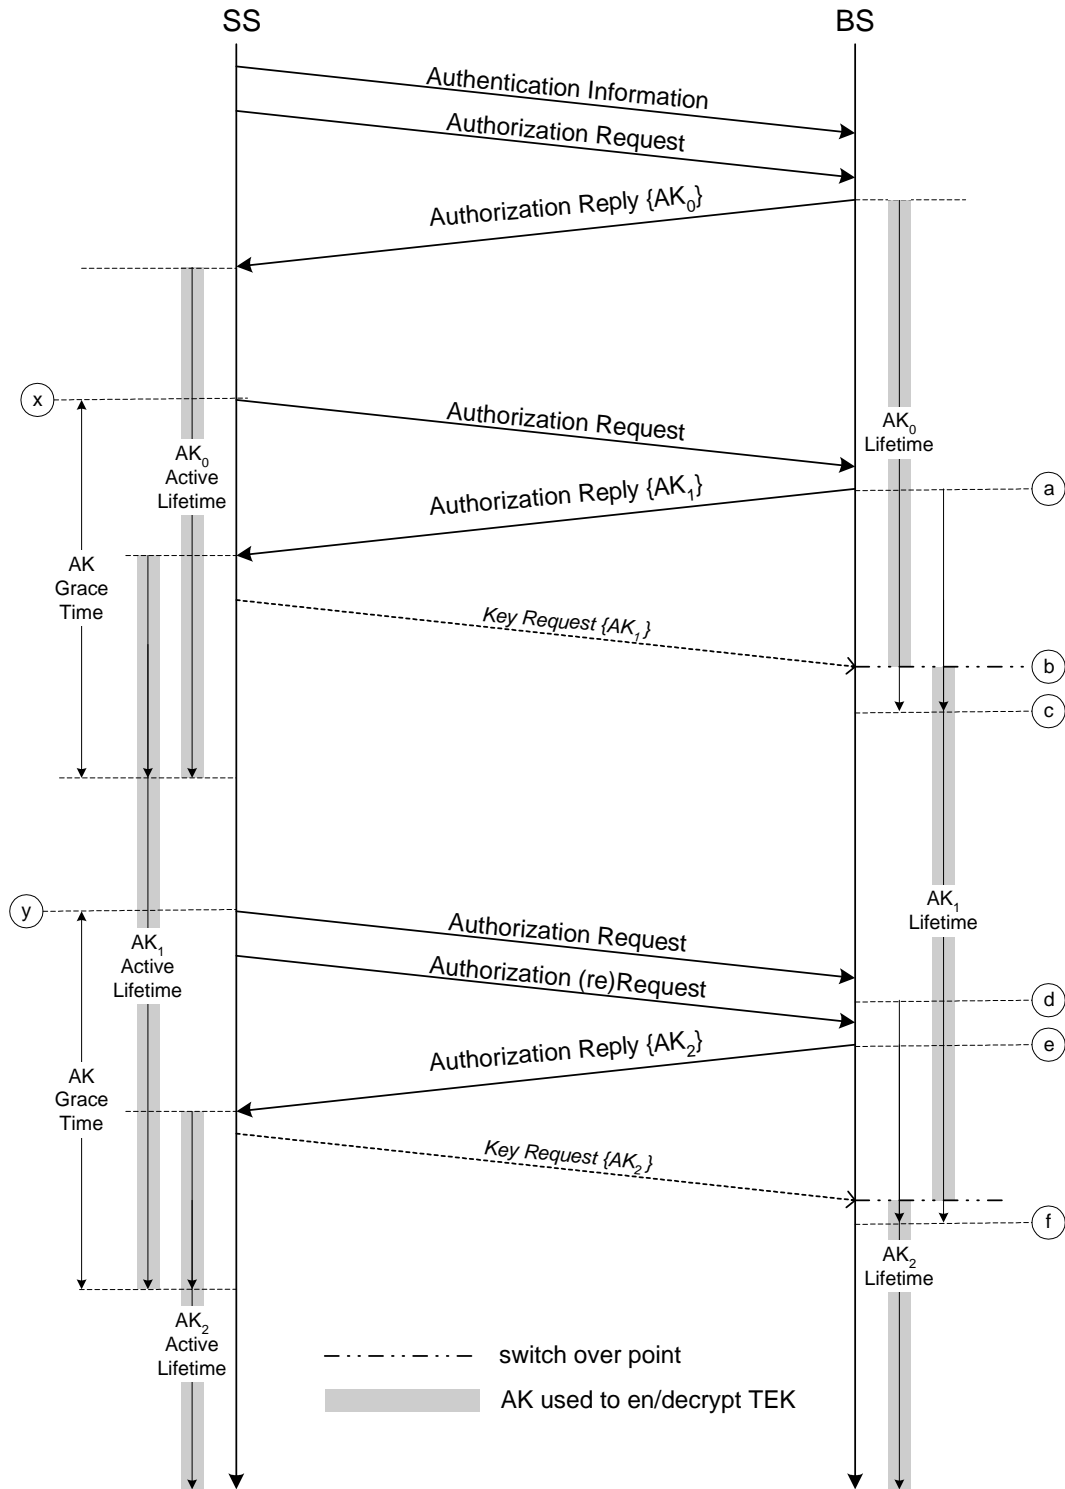 SS
BS
Authentication Information
Authorization Request
Authorization Reply {AK0}
x
Authorization Request
AK0
Lifetime
AK0
Active
Lifetime
Authorization Reply {AK1}
a
AK
Grace
Time
Key Request {AK1}
b
c
y
AK1
Lifetime
Authorization Request
AK1
Active
Lifetime
Authorization (re)Request
d
e
Authorization Reply {AK2}
AK
Grace
Time
Key Request {AK2}
f
AK2
Lifetime
AK2
Active
Lifetime
switch over point
AK used to en/decrypt TEK